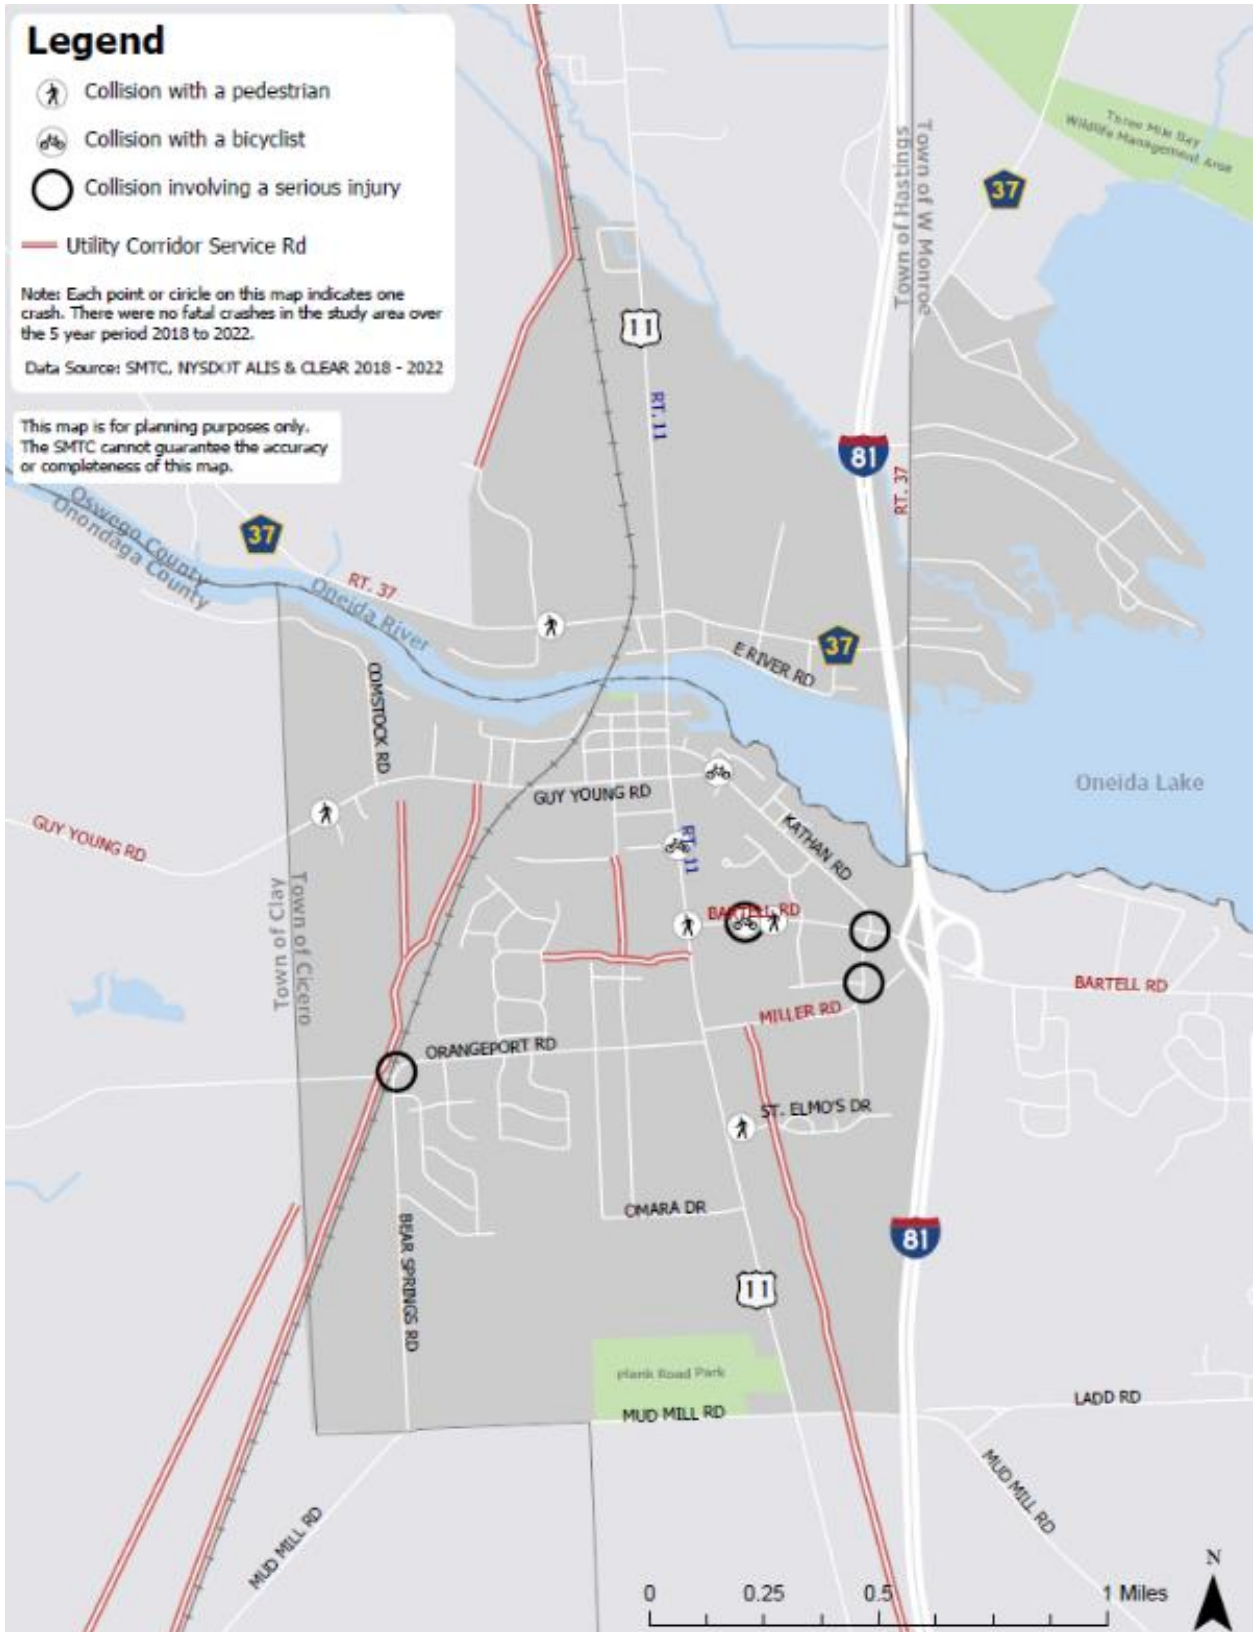 Legend
Collision with a pedestrian
Collision with a bicyclist
Collision involving a serious injury
Utility Corridor Service Rd
Note: Each point or ciricle on this map indicates one
crash. There were no fatal crashes in the study area over
the 5 year period 2018 to 2022.
Data Source: SMTC, NYSDOT ALIS & CLEAR 2018 - 2022
This map is for planning purposes only.
The SMTC cannot guarantee the accuracy
or completeness of this map.
Three Mile Bay
Wildlife Management Area
Town of Hastings
Town of W Monroe
37
11
RT. 11
81
RT. 37
Oswego County
Onondaga County
37
RT. 37
Oneida River
37
E RIVER RD
COMSTOCK RD
Oneida Lake
GUY YOUNG RD
GUY YOUNG RD
KATHAN RD
RT. 11
Town of Clay
Town of Cicero
BARTELL RD
BARTELL RD
MILLER RD
ORANGEPORT RD
ST. ELMO'S DR
OMARA DR
BEAR SPRINGS RD
81
11
Plank Road Park
MUD MILL RD
LADD RD
MUD MILL RD
MUD MILL RD
N
0 0.25 0.5 1 Miles